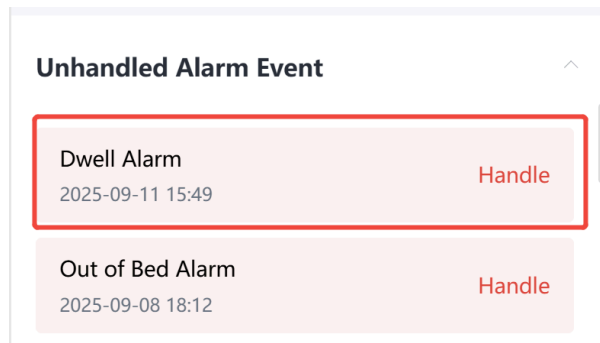 Unhandled Alarm Event
Dwell Alarm
2025-09-11 15:49
Handle
Out of Bed Alarm
2025-09-08 18:12
Handle